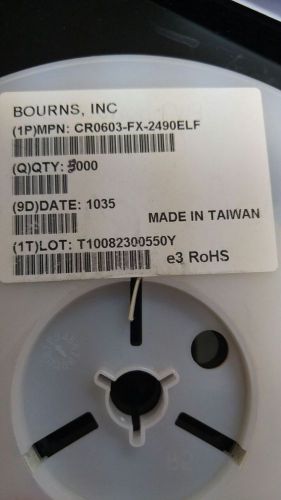 BOURNS, INC
(1P)MPN: CR0603-FX-2490ELF
(Q)QTY: 5000
(9D)DATE: 1035
MADE IN TAIWAN
(1T)LOT: T10082300550Y
e3 RoHS